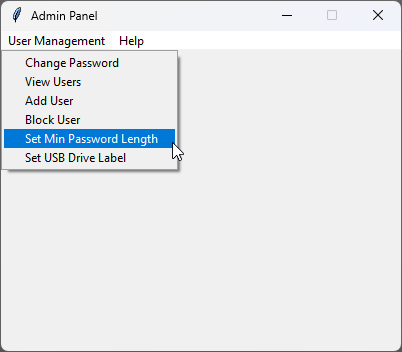 Admin Panel
User Management Help
Change Password
View Users
Add User
Block User
Set Min Password Length
Set USB Drive Label